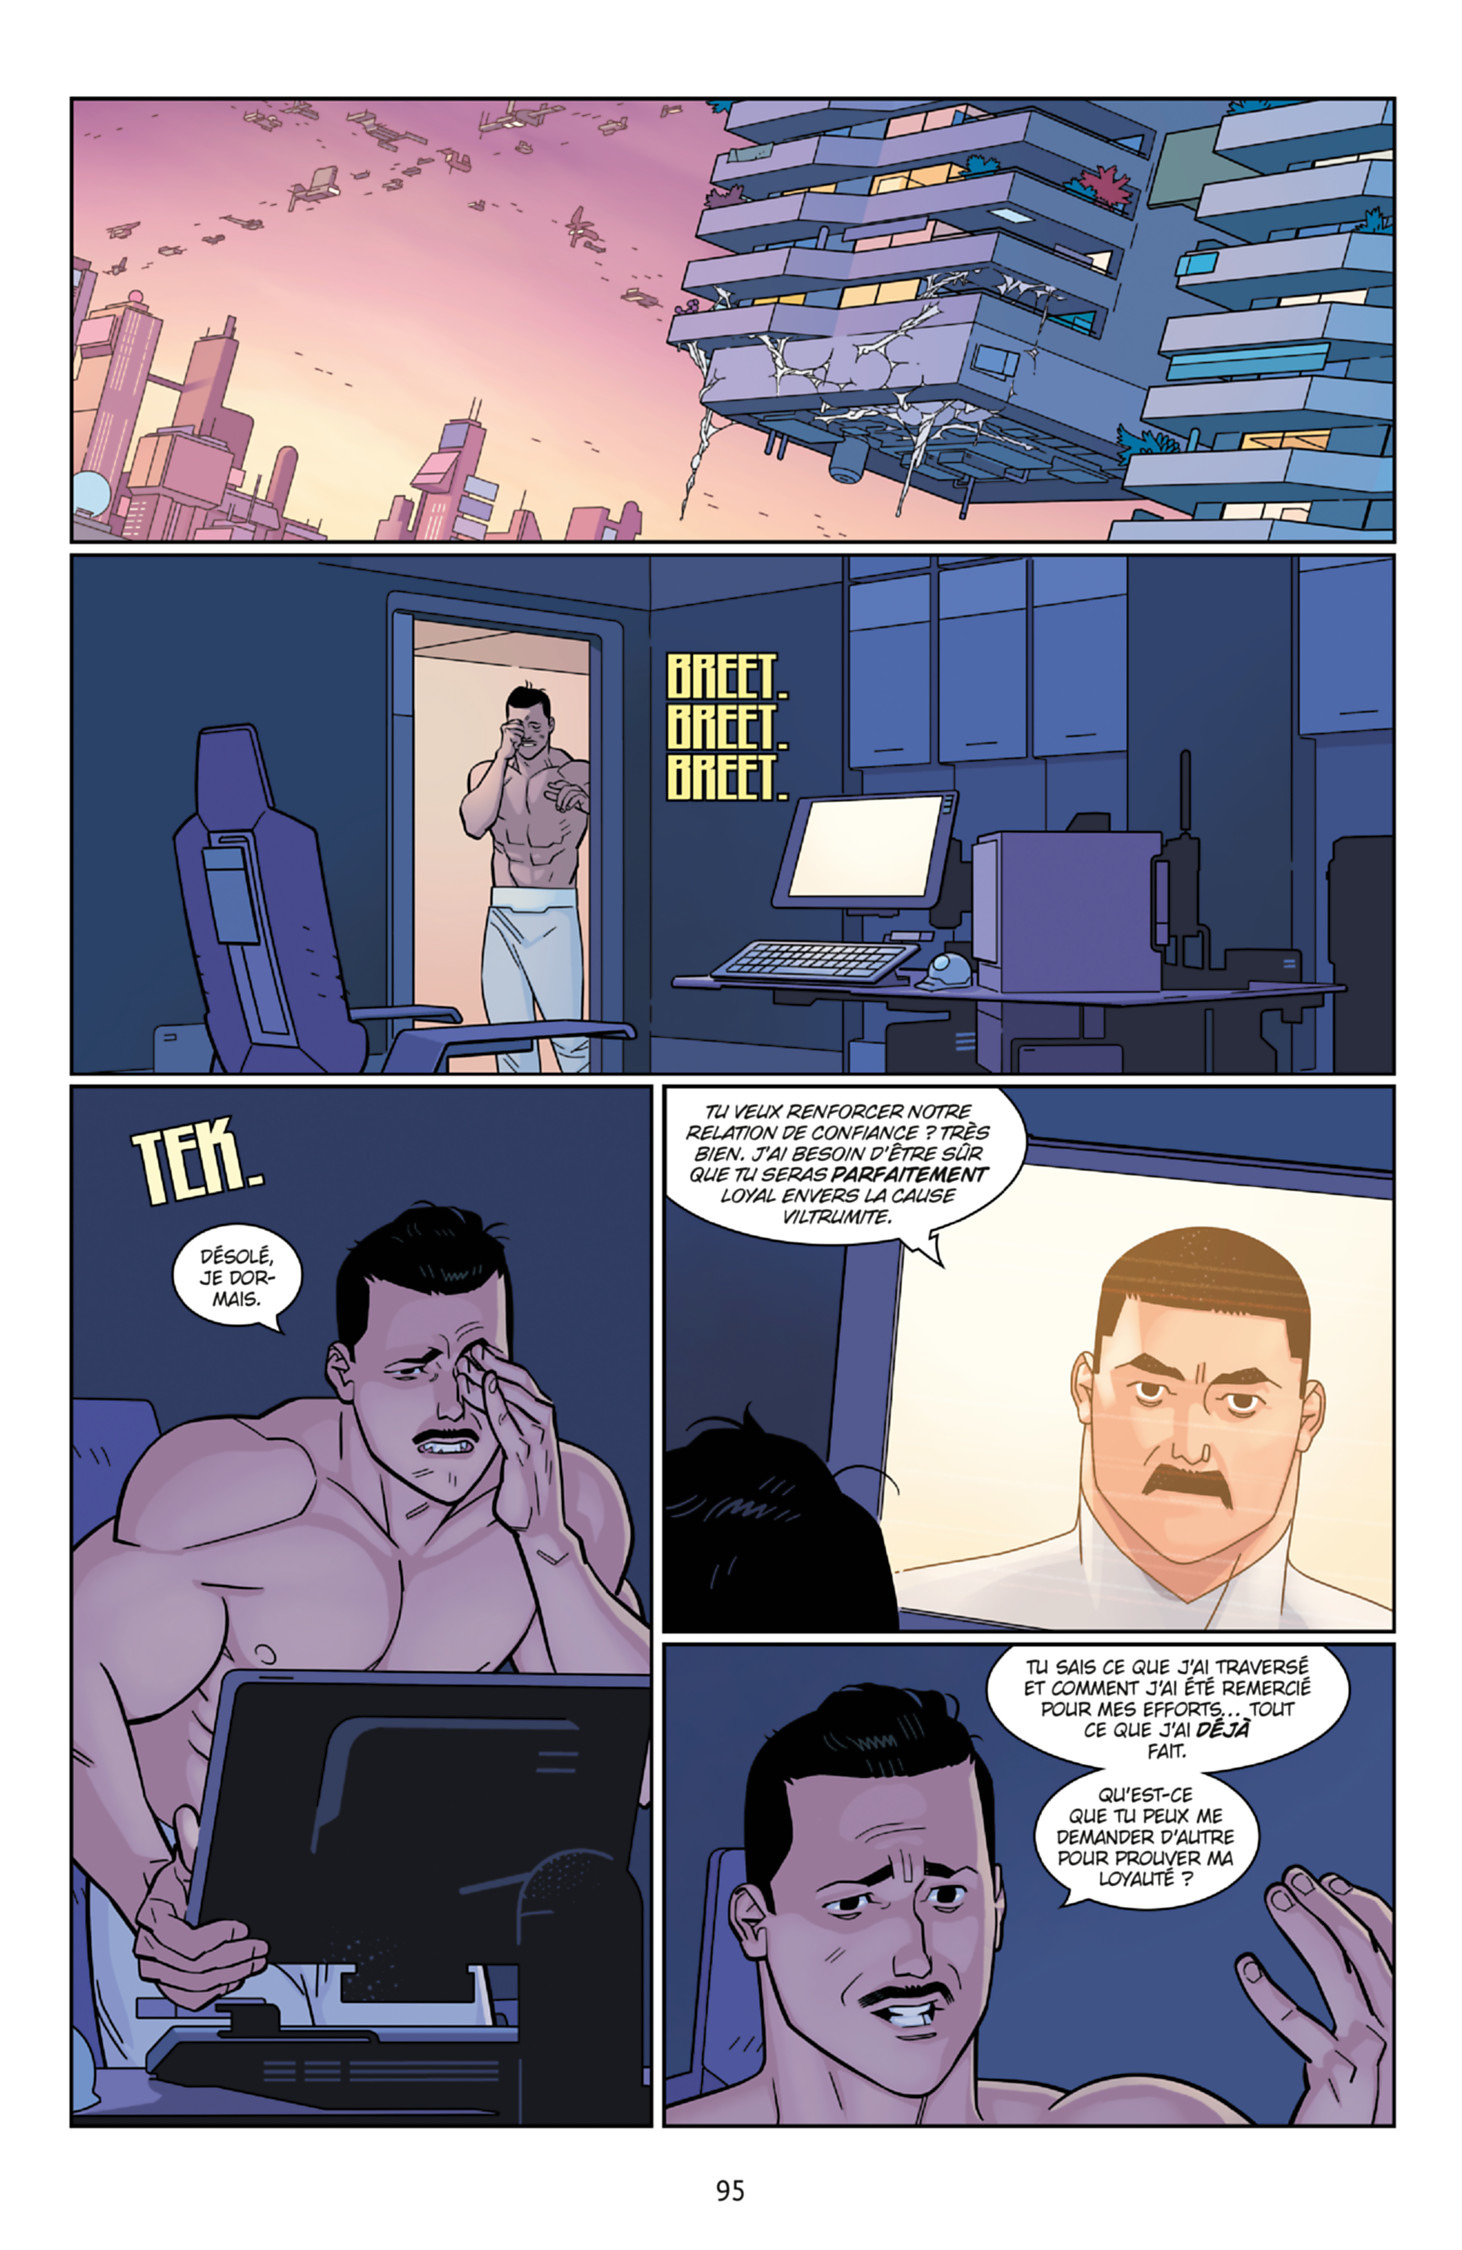 BREET.
BREET.
BREET.
TEK.
DÉSOLÉ,
JE DOR-
MAIS.
TU VEUX RENFORCER NOTRE
RELATION DE CONFIANCE ? TRÈS
BIEN. J'AI BESOIN D'ÊTRE SÛR
QUE TU SERAS PARFAITEMENT
LOYAL ENVERS LA CAUSE
VILTRUMITE.
TU SAIS CE QUE J'AI TRAVERSÉ
ET COMMENT J'AI ÉTÉ REMERCIÉ
POUR MES EFFORTS... TOUT
CE QUE J'AI DÉJÀ
FAIT.
QU'EST-CE
QUE TU PEUX ME
DEMANDER D'AUTRE
POUR PROUVER MA
LOYAUTÉ ?
95